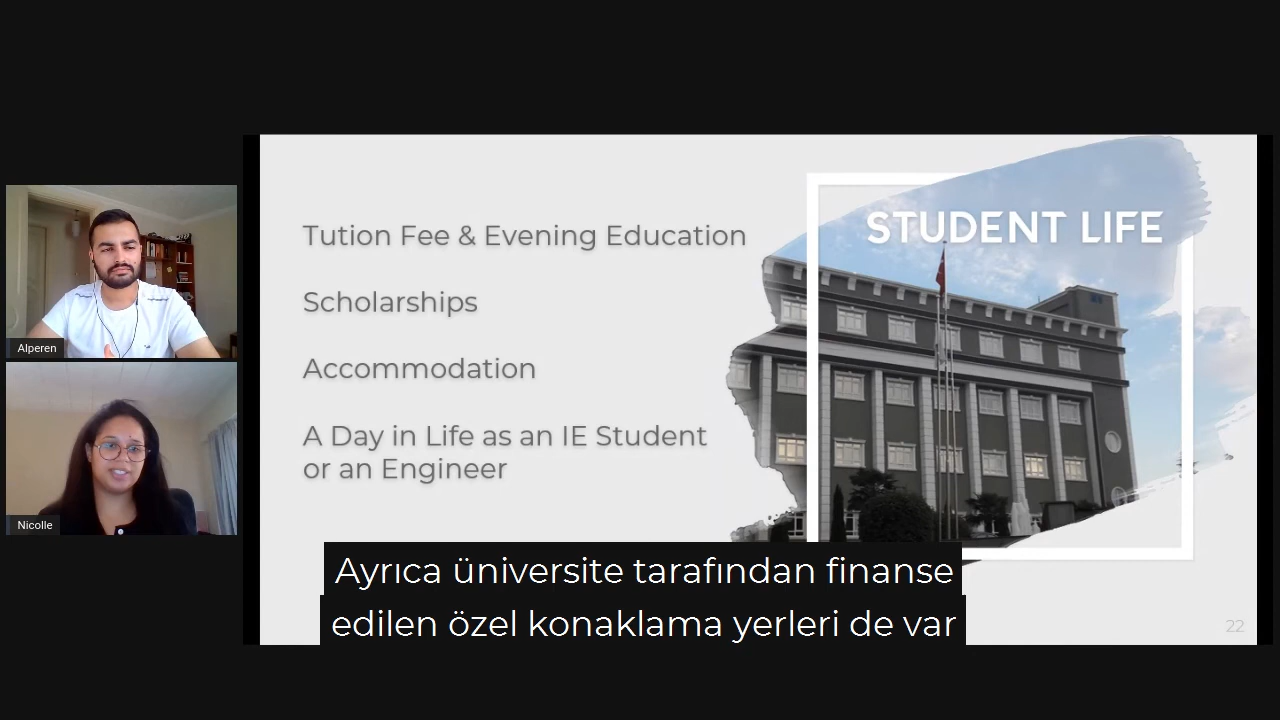 Tution Fee & Evening Education
Scholarships
Accommodation
A Day in Life as an IE Student
or an Engineer
STUDENT LIFE
Alperen
Nicolle
Ayrıca üniversite tarafından finanse
edilen özel konaklama yerleri de var
22